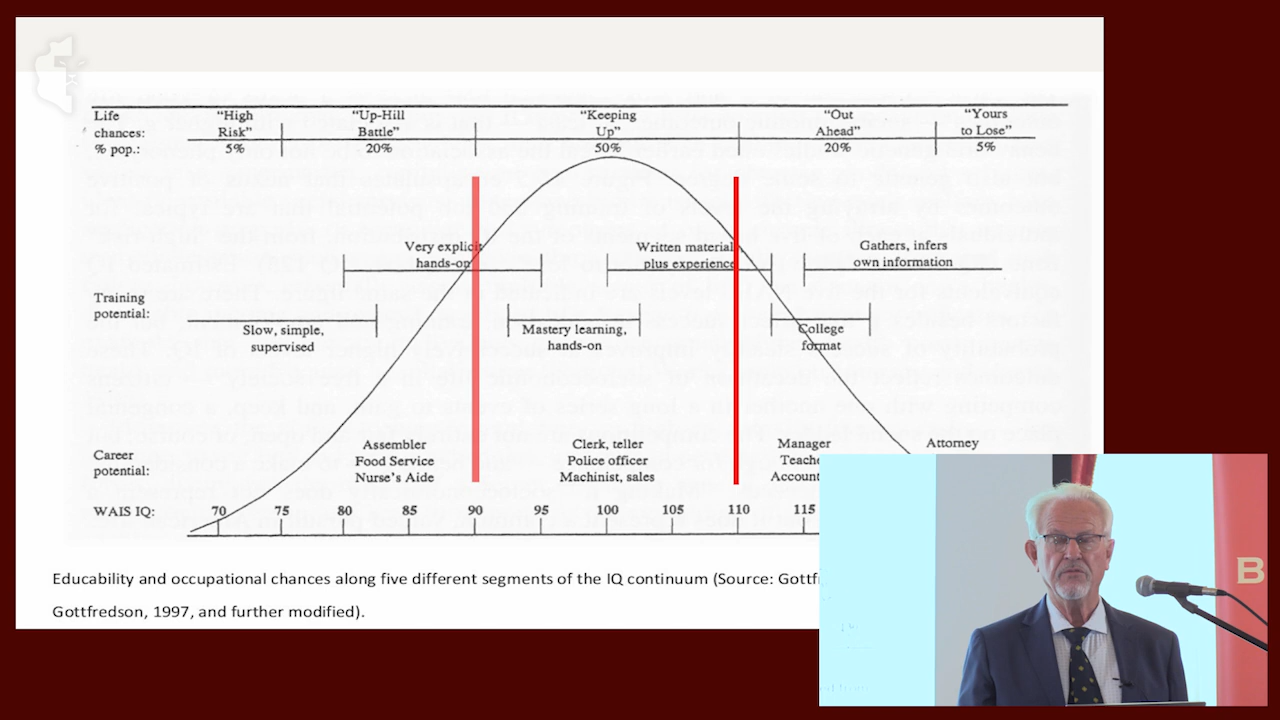 Life chances: "High Risk" "Up-Hill Battle" "Keeping Up" "Out Ahead" "Yours to Lose"
% pop.: 5% 20% 50% 20% 5%
Very explicit hands-on
Written material plus experience
Gathers, infers own information
Training potential:
Slow, simple, supervised
Mastery learning, hands-on
College format
Career potential:
Assembler
Food Service
Nurse's Aide
Clerk, teller
Police officer
Machinist, sales
Manager
Teache
Account
Attorney
WAIS IQ: 70 75 80 85 90 95 100 105 110 115
Educability and occupational chances along five different segments of the IQ continuum (Source: Gottf
Gottfredson, 1997, and further modified).
B